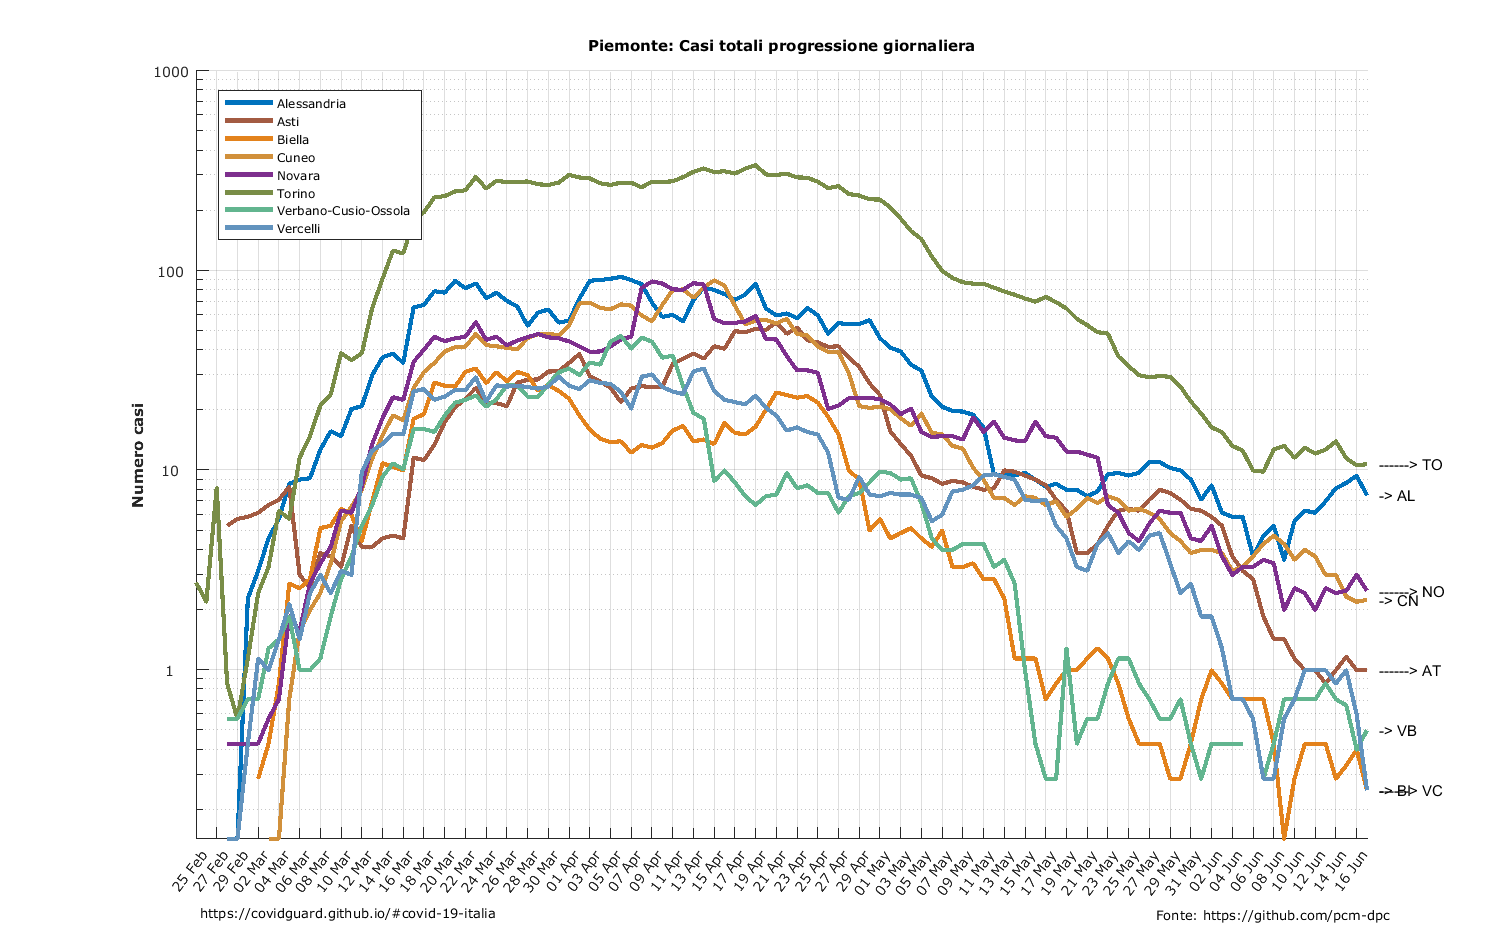 Piemonte: Casi totali progressione giornaliera
Numero casi
1000
100
10
1
Alessandria
Asti
Biella
Cuneo
Novara
Torino
Verbano-Cusio-Ossola
Vercelli
------> TO
-> AL
------> NO
-> CN
------> AT
-> VB
-> BI
------> VC
25 Feb
27 Feb
29 Feb
02 Mar
04 Mar
06 Mar
08 Mar
10 Mar
12 Mar
14 Mar
16 Mar
18 Mar
20 Mar
22 Mar
24 Mar
26 Mar
28 Mar
30 Mar
01 Apr
03 Apr
05 Apr
07 Apr
09 Apr
11 Apr
13 Apr
15 Apr
17 Apr
19 Apr
21 Apr
23 Apr
25 Apr
27 Apr
29 Apr
01 May
03 May
05 May
07 May
09 May
11 May
13 May
15 May
17 May
19 May
21 May
23 May
25 May
27 May
29 May
31 May
02 Jun
04 Jun
06 Jun
08 Jun
10 Jun
12 Jun
14 Jun
16 Jun
https://covidguard.github.io/#covid-19-italia
Fonte: https://github.com/pcm-dpc